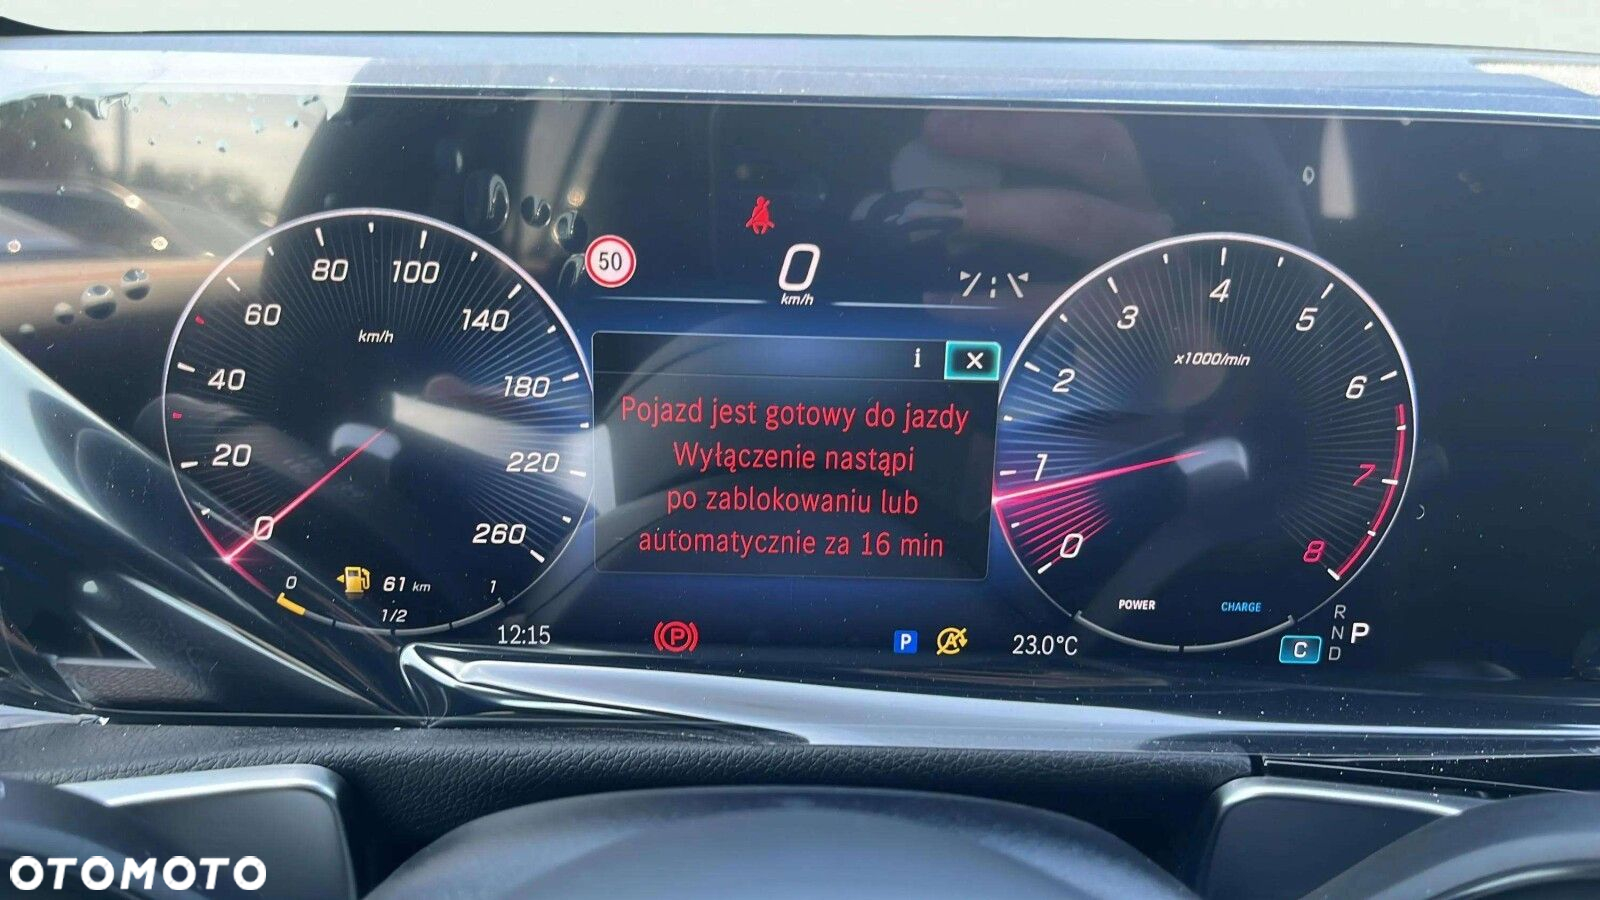 50
0
km/h
80
100
60
140
km/h
40
180
20
220
0
260
0
61 km
1
1/2
12:15
i X
Pojazd jest gotowy do jazdy
Wyłączenie nastąpi
po zablokowaniu lub
automatycznie za 16 min
P
P
A
23.0°C
4
3
5
x1000/min
2
6
1
7
0
8
POWER
CHARGE
R
N P
D
C
OTOMOTO